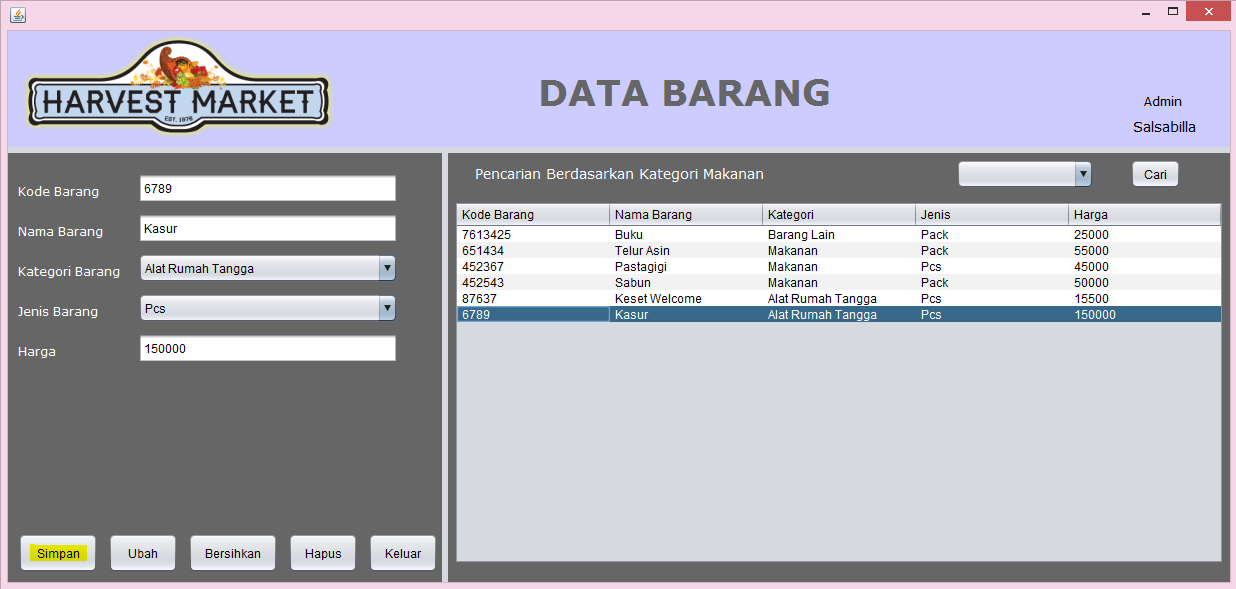 HARVEST MARKET
EST. 1976
DATA BARANG
Admin
Salsabilla
Kode Barang 6789
Nama Barang Kasur
Kategori Barang Alat Rumah Tangga
Jenis Barang Pcs
Harga 150000
Simpan Ubah Bersihkan Hapus Keluar
Pencarian Berdasarkan Kategori Makanan Cari
Kode Barang Nama Barang Kategori Jenis Harga
7613425 Buku Barang Lain Pack 25000
651434 Telur Asin Makanan Pack 55000
452367 Pastagigi Makanan Pcs 45000
452543 Sabun Makanan Pack 50000
87637 Keset Welcome Alat Rumah Tangga Pcs 15500
6789 Kasur Alat Rumah Tangga Pcs 150000